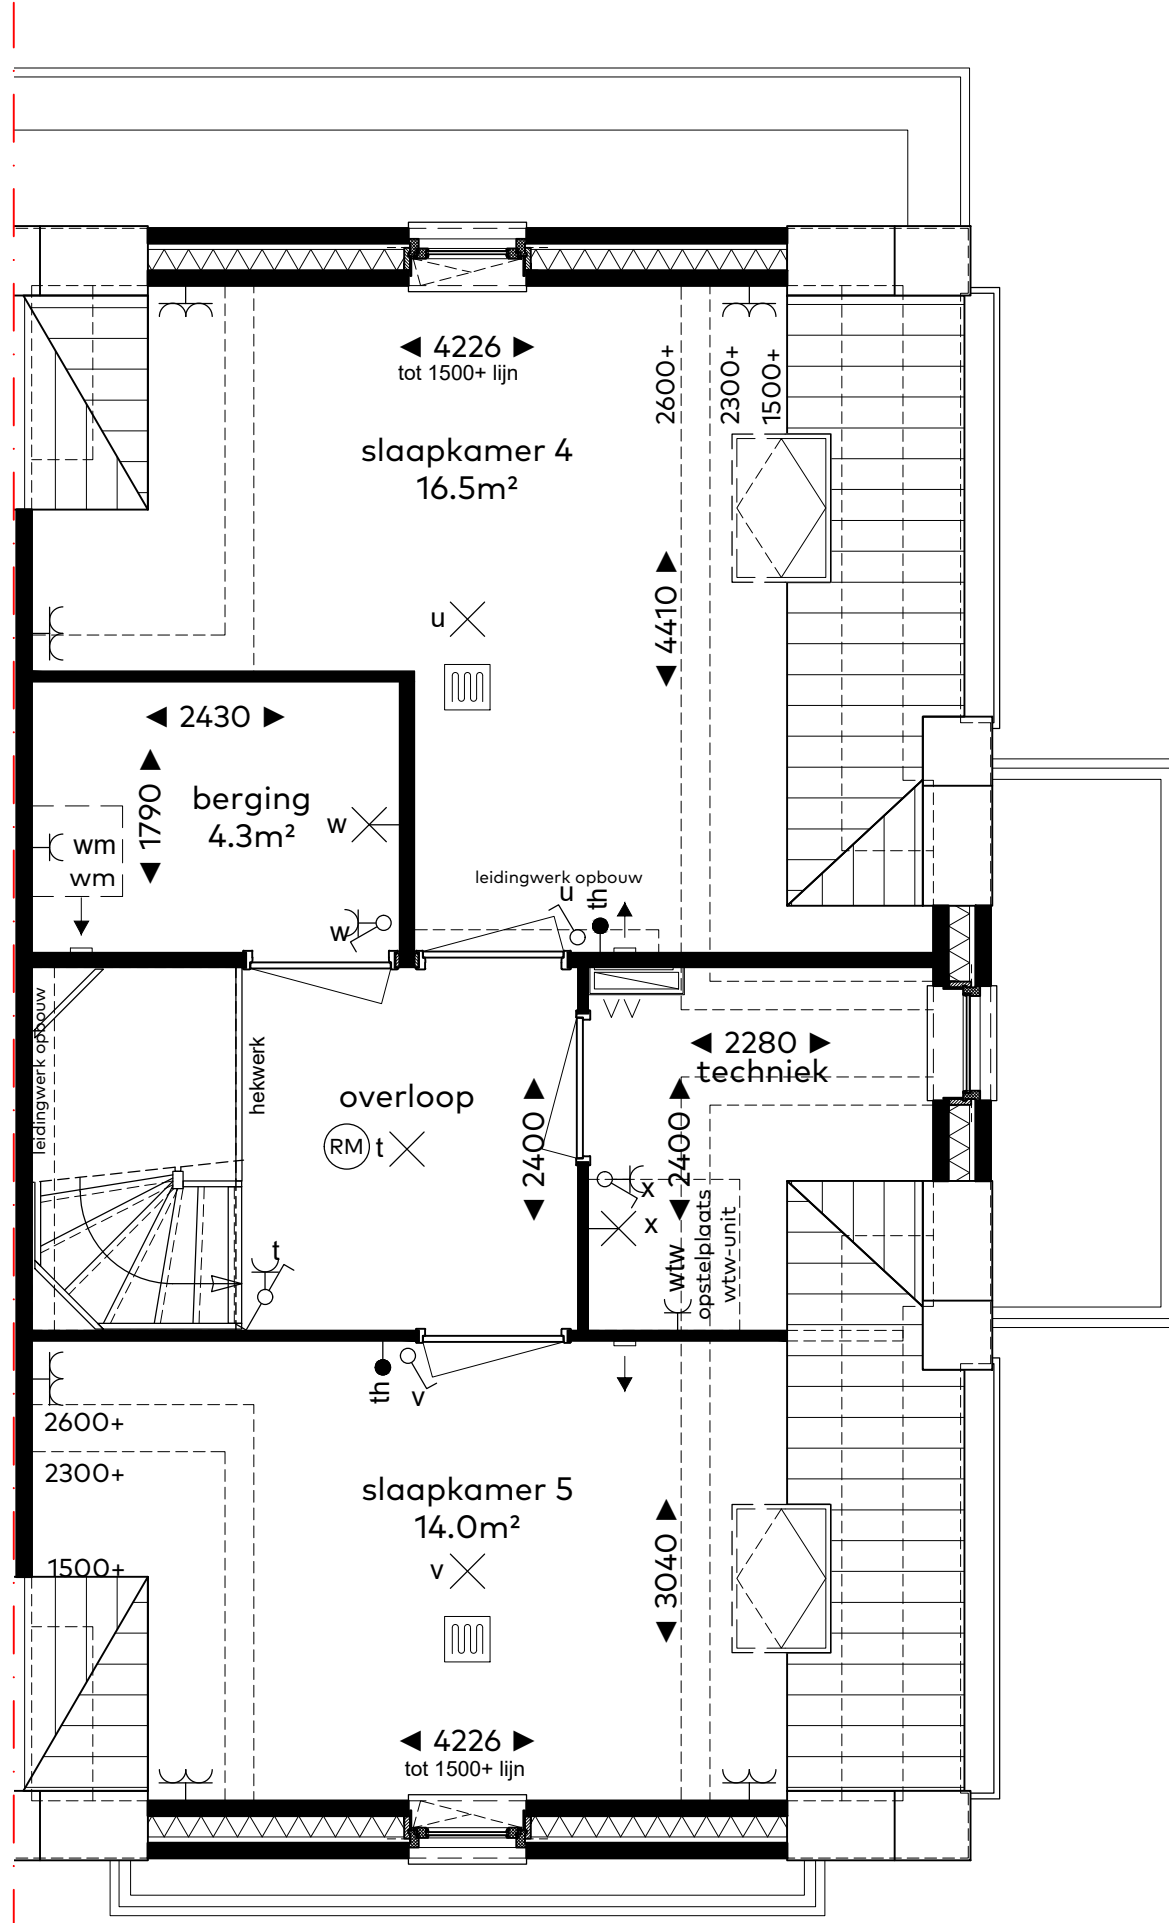 4226
tot 1500+ lijn
2600+
2300+
1500+
slaapkamer 4
16.5m²
4410
u
2430
1790
berging
4.3m²
w
wm
wm
leidingwerk opbouw
u
th
w
leidingwerk opbouw
hekwerk
2280
techniek
overloop
RM
t
2400
2400
x
x
opstelplaats
wtw-unit
wtw
t
th
v
2600+
2300+
1500+
slaapkamer 5
14.0m²
v
3040
4226
tot 1500+ lijn